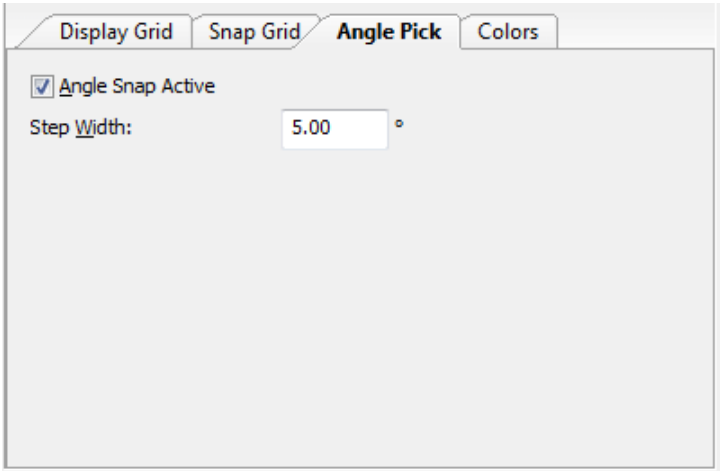 Display Grid Snap Grid Angle Pick Colors
Angle Snap Active
Step Width: 5.00 °